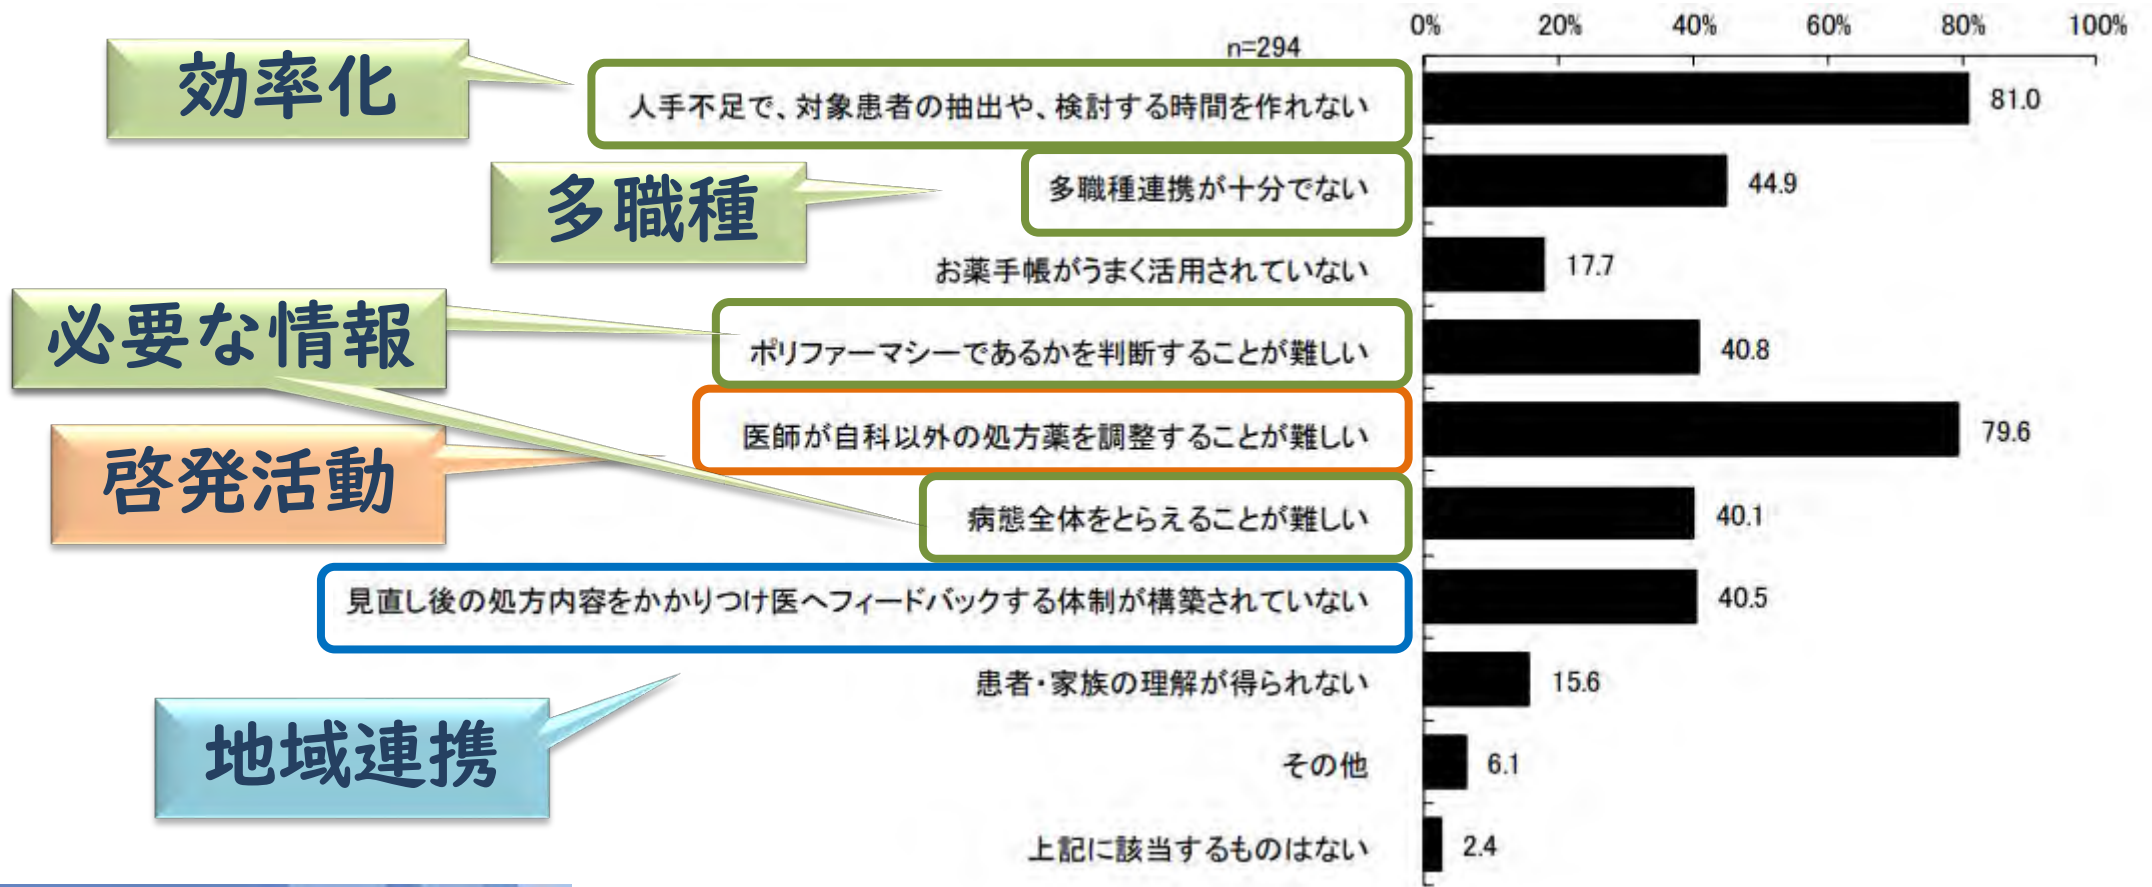 0% 20% 40% 60% 80% 100%
n=294
効率化
人手不足で、対象患者の抽出や、検討する時間を作れない 81.0
多職種
多職種連携が十分でない 44.9
お薬手帳がうまく活用されていない 17.7
必要な情報
ポリファーマシーであるかを判断することが難しい 40.8
医師が自科以外の処方薬を調整することが難しい 79.6
啓発活動
病態全体をとらえることが難しい 40.1
見直し後の処方内容をかかりつけ医へフィードバックする体制が構築されていない 40.5
患者・家族の理解が得られない 15.6
地域連携
その他 6.1
上記に該当するものはない 2.4